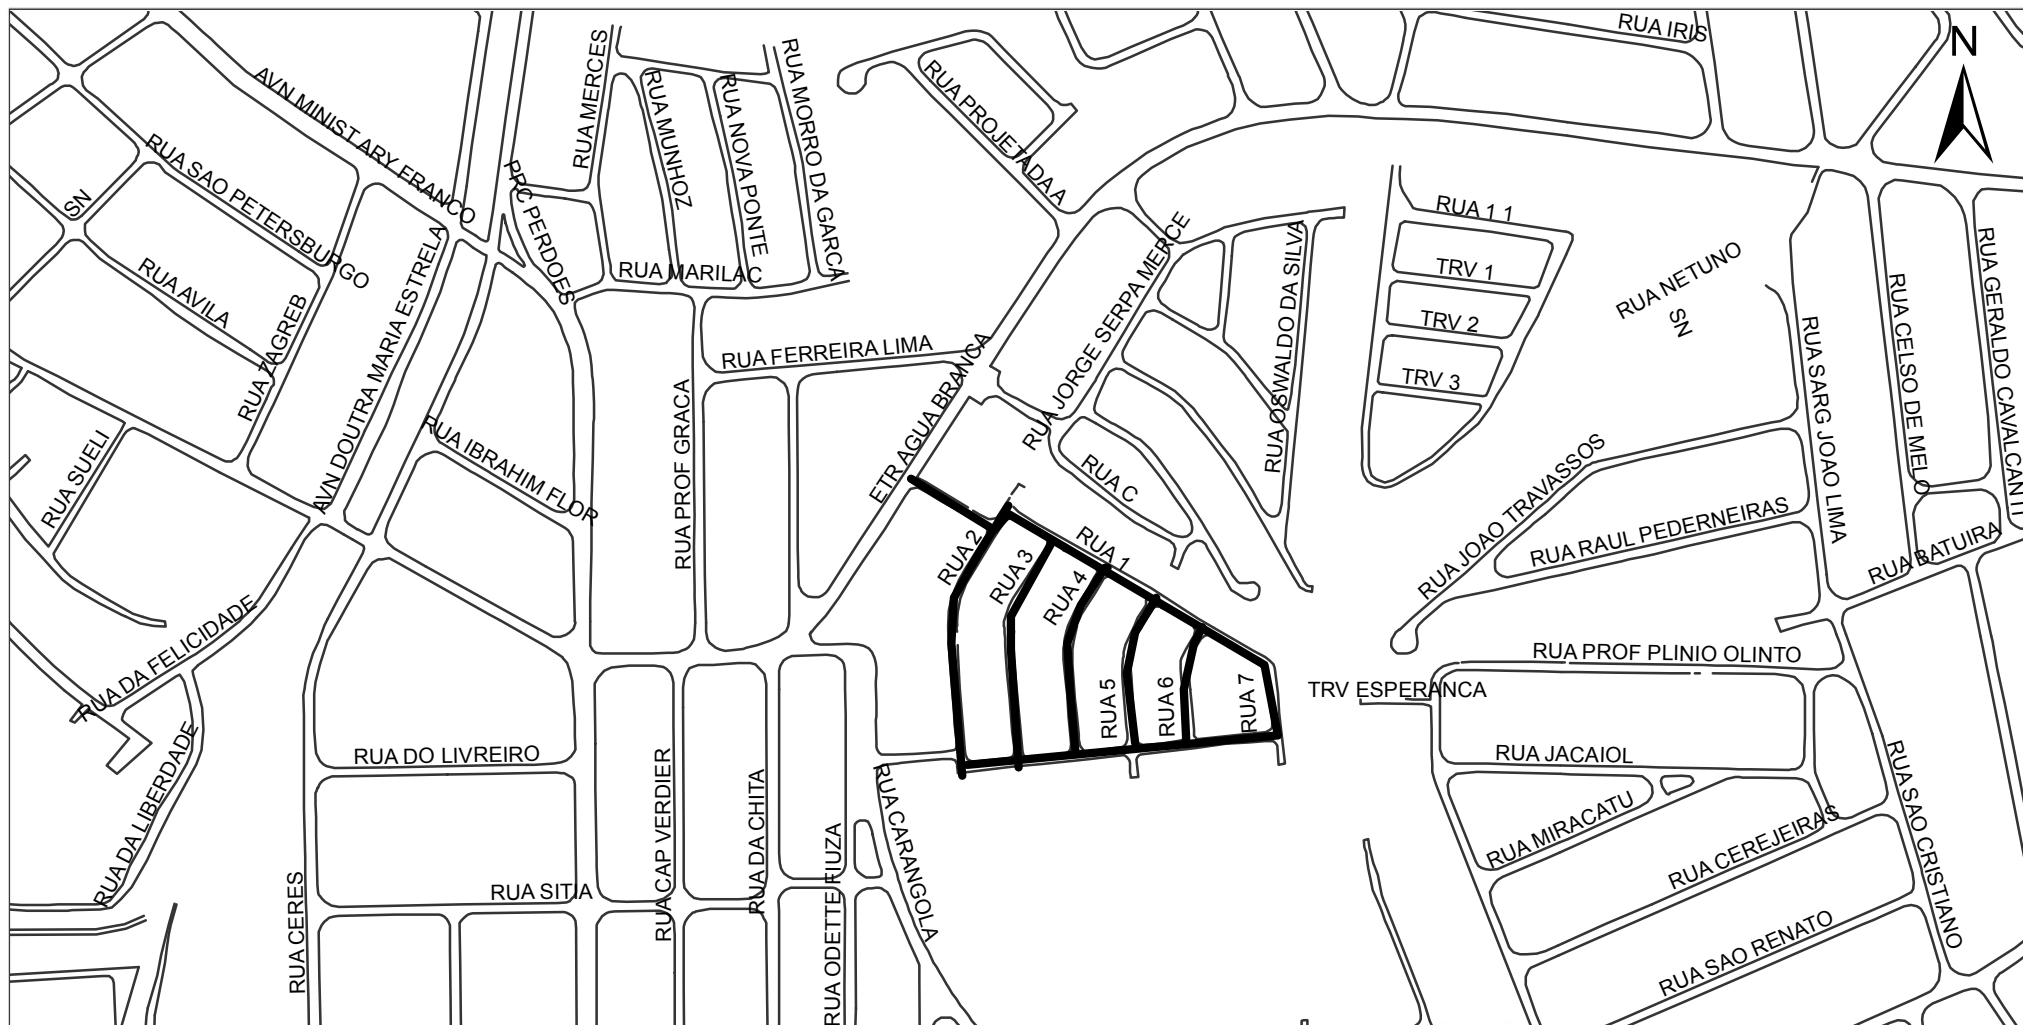 RUA IRIS
N
RUA MERCES
RUA MORRO DA GARCA
RUA PROJETADA A
AVN MINIST ARY FRANCO
RUA MUNHOZ
RUA NOVA PONTE
RUA SAO PETERSBURGO
SN
PRC PERDOES
RUA 1 1
RUA JORGE SERPA MERCE
RUA OSWALDO DA SILVA
RUA NETUNO
SN
RUA GERALDO CAVALCANTI
AVN DOUTRA MARIA ESTRELA
RUA AVILA
RUA MARILAC
TRV 1
RUA CELSO DE MELO
RUA ZAGREB
TRV 2
RUA SARG JOAO LIMA
RUA FERREIRA LIMA
ETR AGUA BRANCA
TRV 3
RUA PROF GRACA
RUA IBRAHIM FLOR
RUA SUELI
RUA C
RUA JOAO TRAVASSOS
RUA RAUL PEDERNEIRAS
RUA BATUIRA
RUA 1
RUA 2
RUA 3
RUA 4
RUA DA FELICIDADE
RUA PROF PLINIO OLINTO
TRV ESPERANCA
RUA 5
RUA 6
RUA 7
RUA DA LIBERDADE
RUA DO LIVREIRO
RUA JACAIOL
RUA CAP VERDIER
RUA DA CHITA
RUA CARANGOLA
RUA MIRACATU
RUA CEREJEIRAS
RUA SAO CRISTIANO
RUA ODETTE FIUZA
RUA SITIA
RUA CERES
RUA SAO RENATO